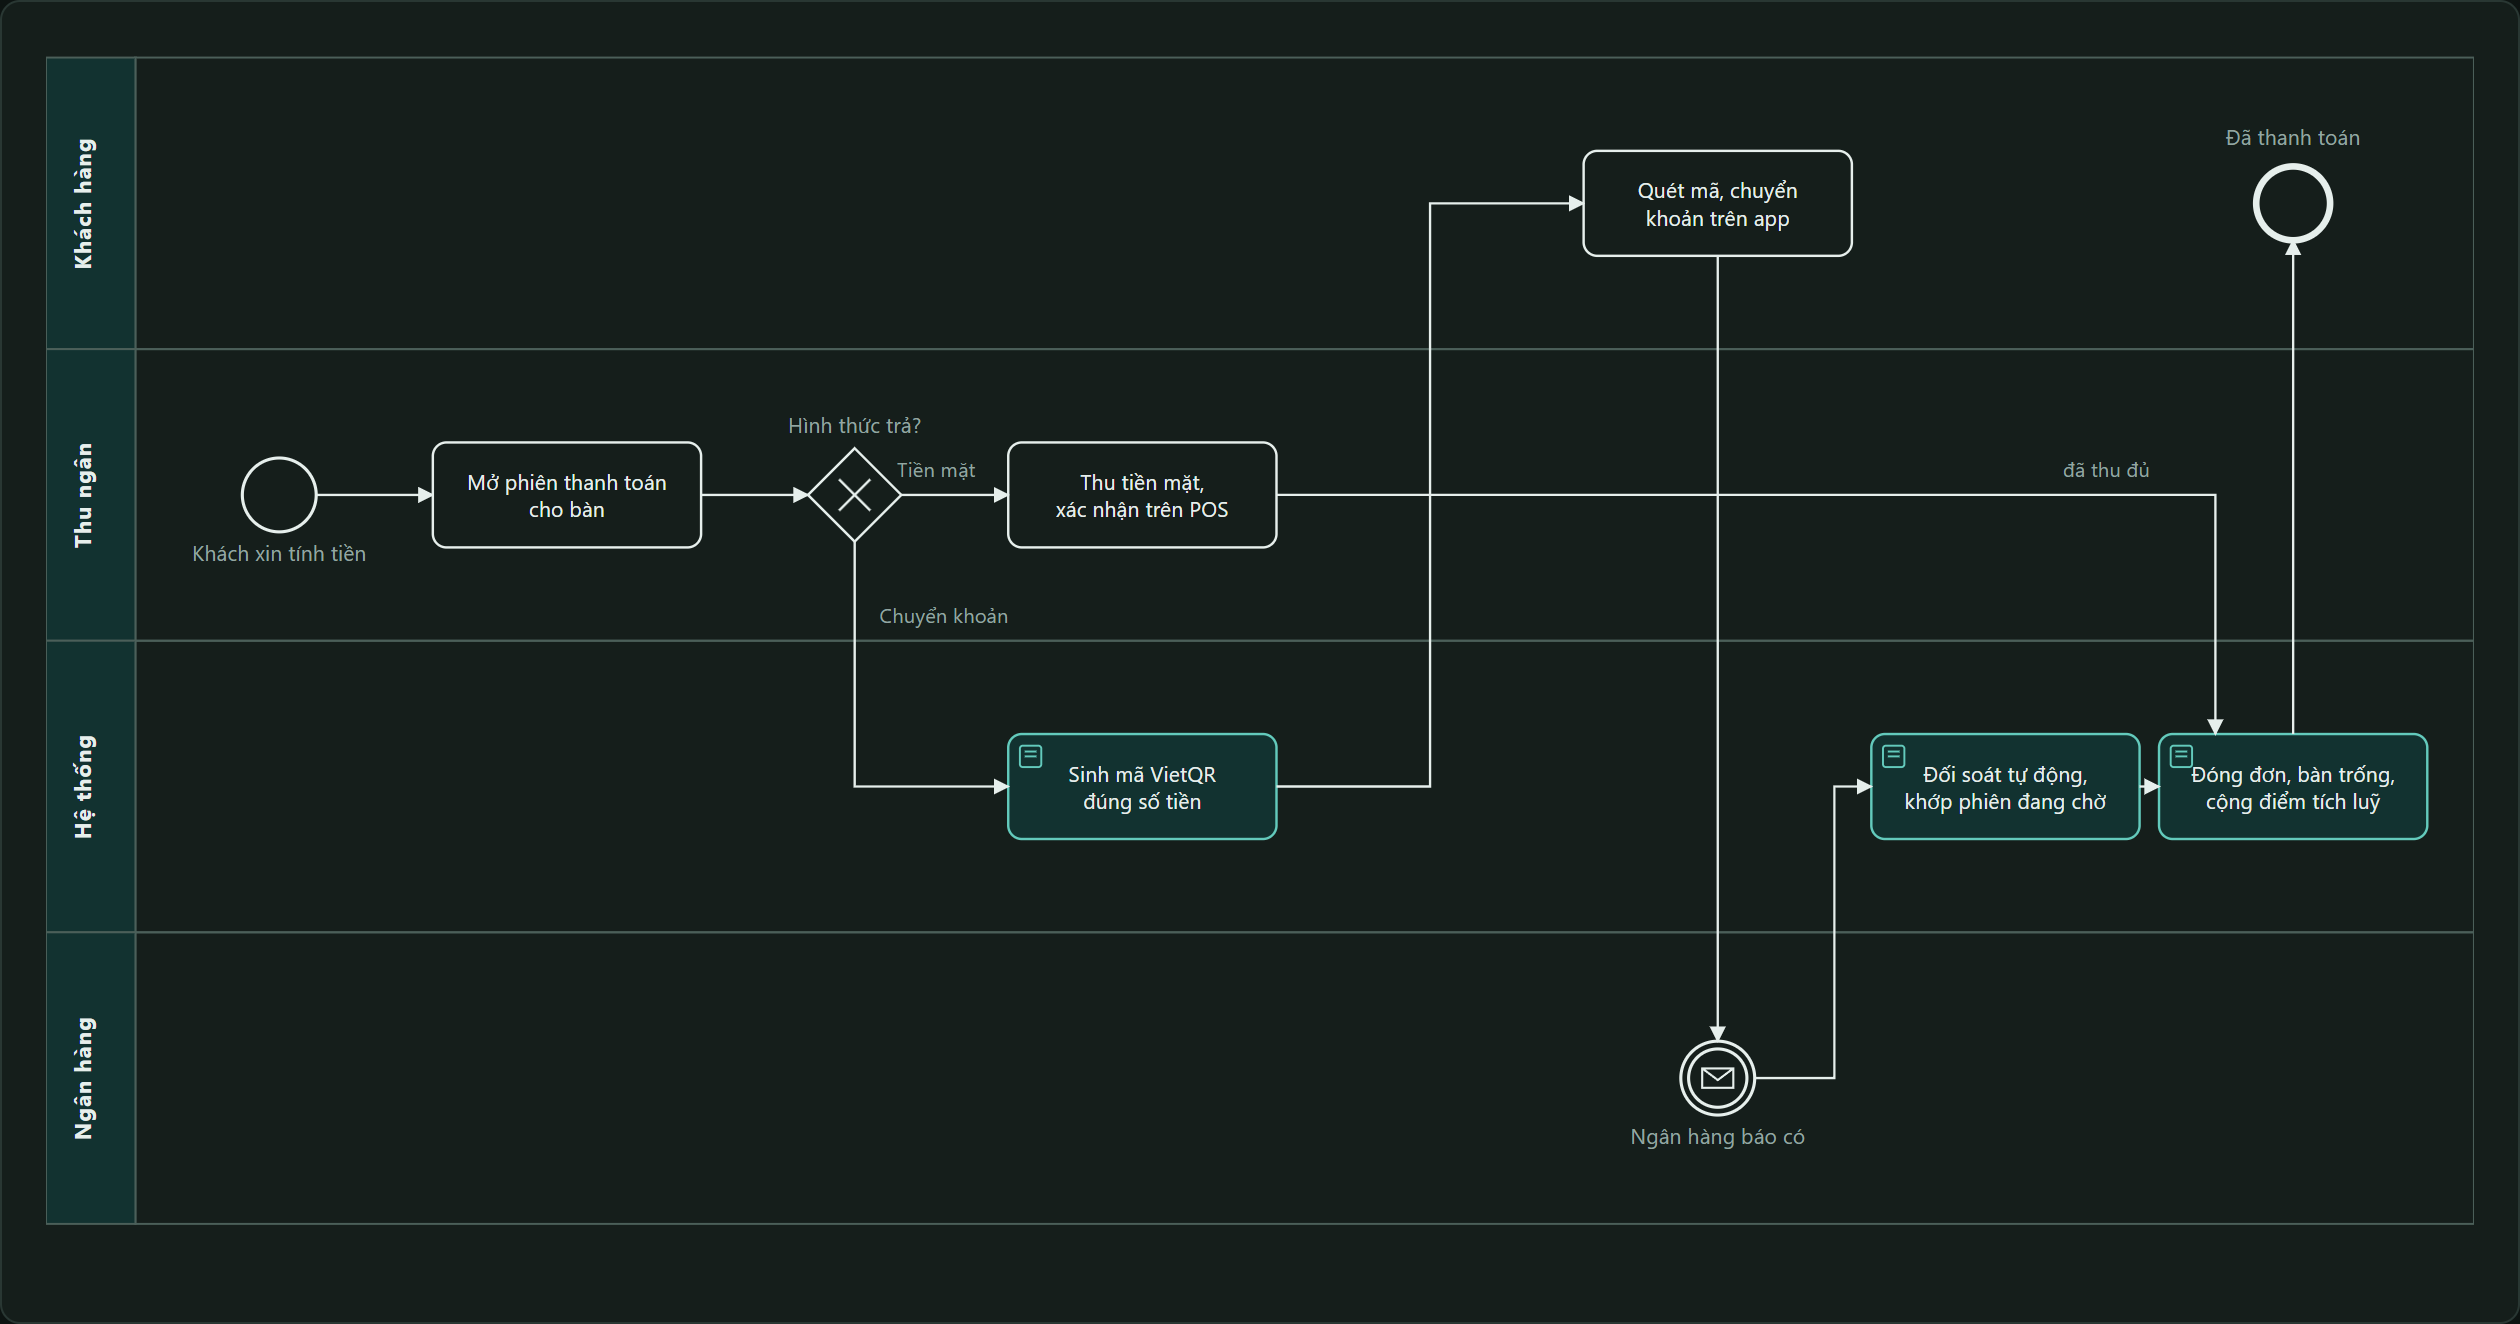 Khách hàng
Đã thanh toán
Quét mã, chuyển
khoản trên app
Thu ngân
Hình thức trả?
Tiền mặt
đã thu đủ
Mở phiên thanh toán
cho bàn
Thu tiền mặt,
xác nhận trên POS
Khách xin tính tiền
Chuyển khoản
Hệ thống
Sinh mã VietQR
đúng số tiền
Đối soát tự động,
khớp phiên đang chờ
Đóng đơn, bàn trống,
cộng điểm tích luỹ
Ngân hàng
Ngân hàng báo có